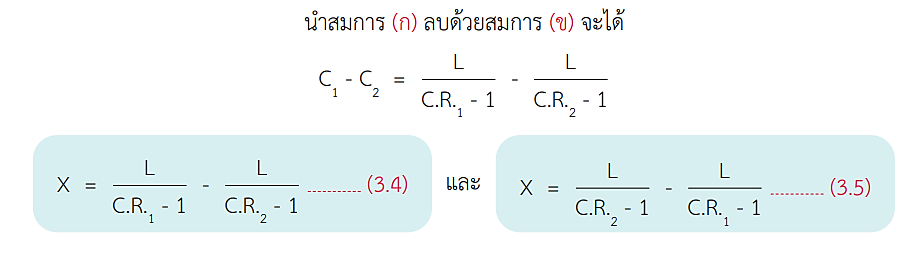 นำสมการ (ก) ลบด้วยสมการ (ข) จะได้
C₁ - C₂ = L / (C.R.₁ - 1) - L / (C.R.₂ - 1)
X = L / (C.R.₁ - 1) - L / (C.R.₂ - 1) ............ (3.4) และ X = L / (C.R.₂ - 1) - L / (C.R.₁ - 1) ............ (3.5)